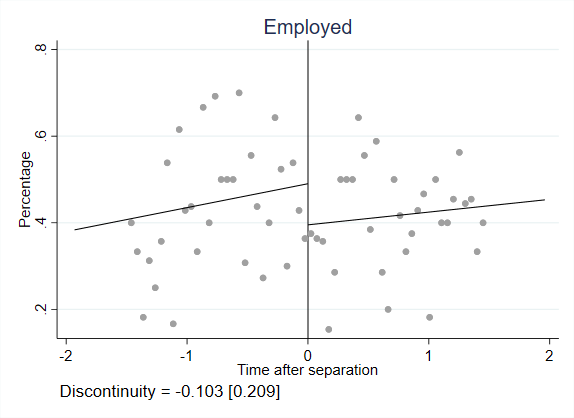 Employed
Percentage
.8
.6
.4
.2
-2 -1 0 1 2
Time after separation
Discontinuity = -0.103 [0.209]